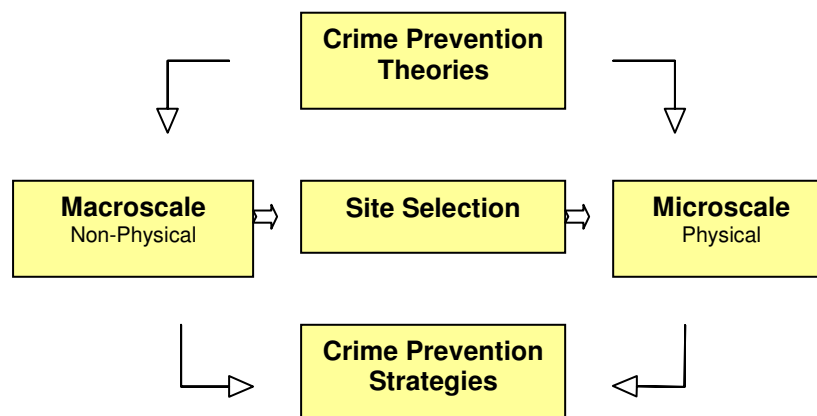 Crime Prevention
Theories
Macroscale
Non-Physical
Site Selection
Microscale
Physical
Crime Prevention
Strategies